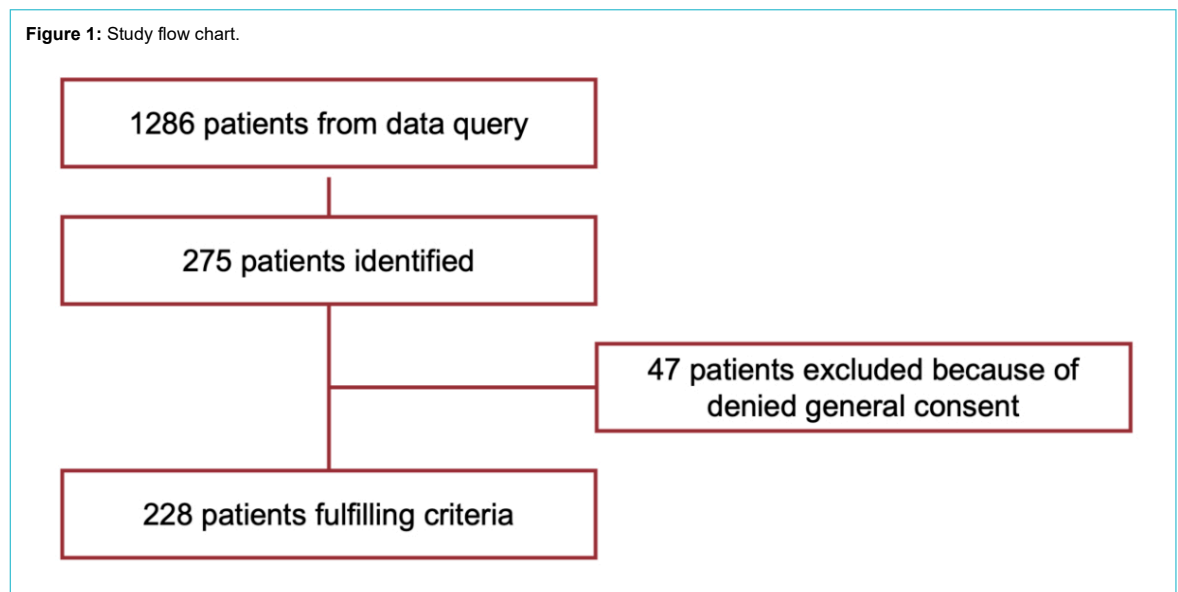 Figure 1: Study flow chart.
1286 patients from data query
275 patients identified
47 patients excluded because of
denied general consent
228 patients fulfilling criteria